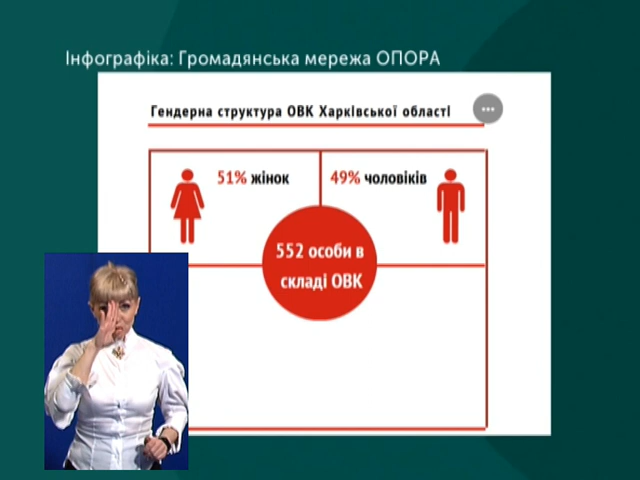 Інфографіка: Громадянська мережа ОПОРА
Гендерна структура ОВК Харківської області
51% жінок
49% чоловіків
552 особи в
складі ОВК